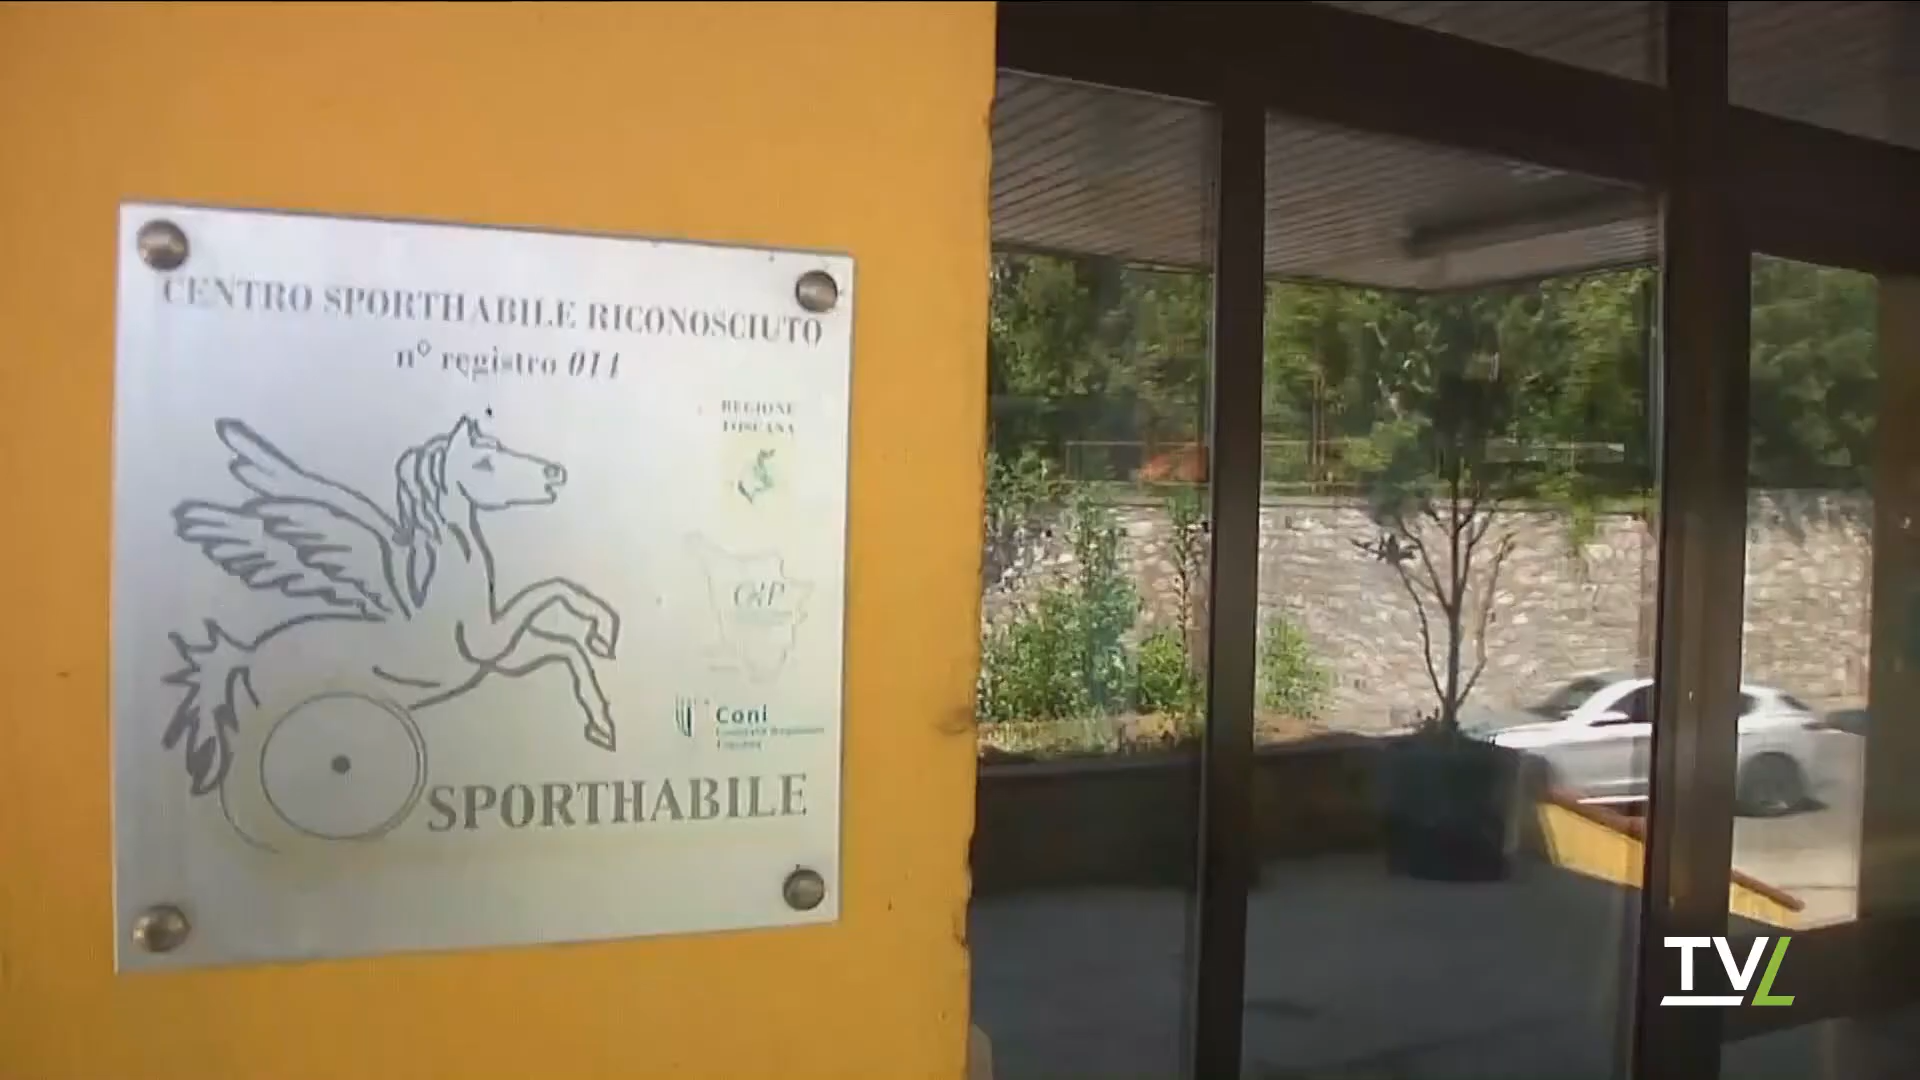 CENTRO SPORTHABILE RICONOSCIUTO
n° registro 011
REGIONE
TOSCANA
Coni
SPORTHABILE
TVL